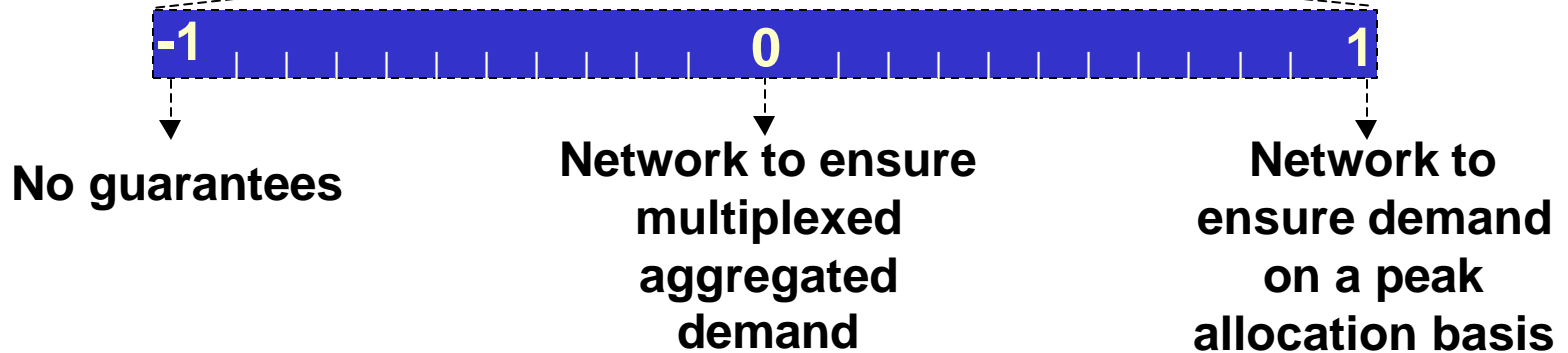 -1 0 1
No guarantees
Network to ensure
multiplexed
aggregated
demand
Network to
ensure demand
on a peak
allocation basis